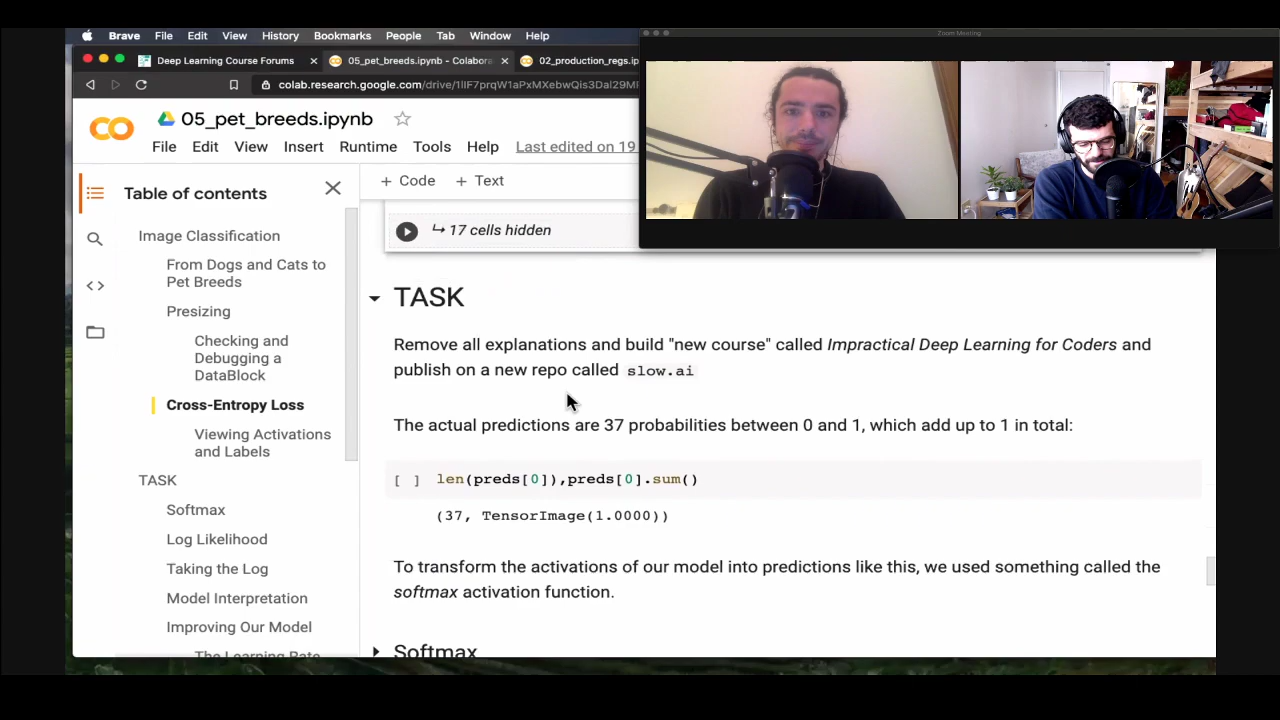 Brave File Edit View History Bookmarks People Tab Window Help
Zoom Meeting
Deep Learning Course Forums
05_pet_breeds.ipynb - Colabora
02_production_regs.ip
colab.research.google.com/drive/
05_pet_breeds.ipynb
File Edit View Insert Runtime Tools Help Last edited on 19
+ Code + Text
Table of contents
Image Classification
From Dogs and Cats to
Pet Breeds
Presizing
Checking and
Debugging a
DataBlock
Cross-Entropy Loss
Viewing Activations
and Labels
TASK
Softmax
Log Likelihood
Taking the Log
Model Interpretation
Improving Our Model
The Learning Rate
17 cells hidden
TASK
Remove all explanations and build "new course" called Impractical Deep Learning for Coders and
publish on a new repo called slow.ai
The actual predictions are 37 probabilities between 0 and 1, which add up to 1 in total:
[ ] len(preds[0]),preds[0].sum()
(37, TensorImage(1.0000))
To transform the activations of our model into predictions like this, we used something called the
softmax activation function.
Softmax